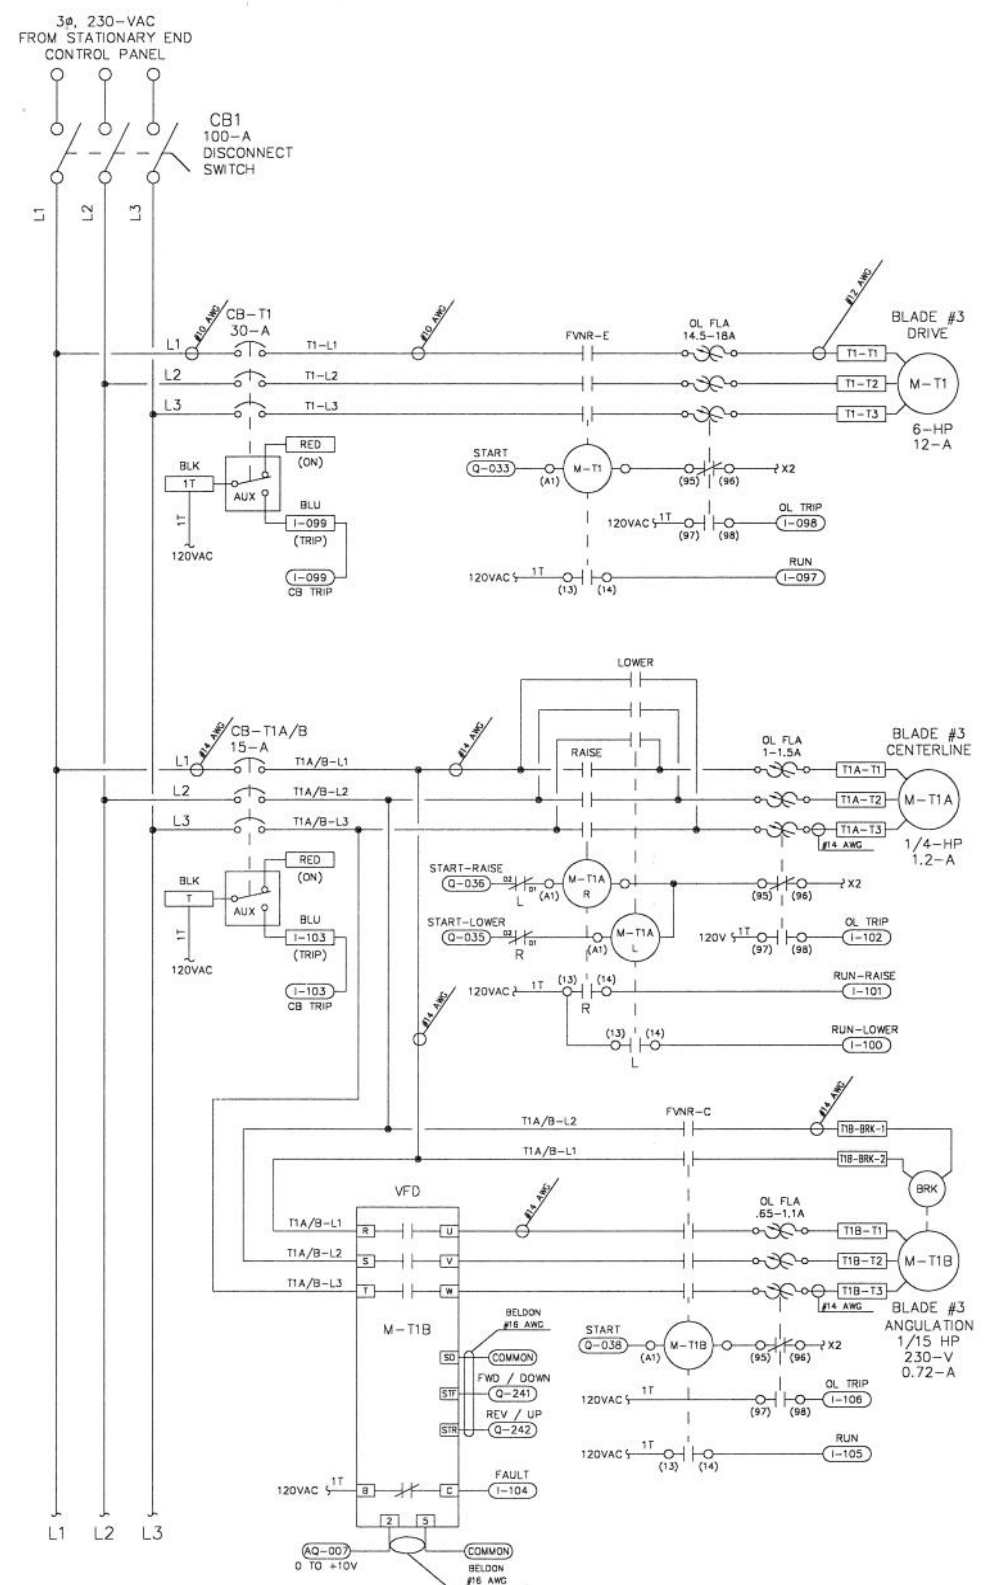 3ø, 230-VAC
FROM STATIONARY END
CONTROL PANEL
CB1
100-A
DISCONNECT
SWITCH
L1
L2
L3
#10 AWG
CB-T1
30-A
#10 AWG
FVNR-E
OL FLA
14.5-18A
#12 AWG
BLADE #3
DRIVE
L1
T1-L1
T1-T1
L2
T1-L2
T1-T2
M-T1
L3
T1-L3
T1-T3
6-HP
12-A
RED
(ON)
BLK
1T
AUX
1T
120VAC
BLU
I-099
(TRIP)
I-099
CB TRIP
START
Q-033
(A1)
M-T1
(95)
(96)
X2
120VAC
1T
(97)
(98)
OL TRIP
I-098
120VAC
1T
(13)
(14)
RUN
I-097
LOWER
#14 AWG
CB-T1A/B
15-A
#14 AWG
RAISE
OL FLA
1-1.5A
BLADE #3
CENTERLINE
L1
T1A/B-L1
T1A-T1
L2
T1A/B-L2
T1A-T2
M-T1A
L3
T1A/B-L3
T1A-T3
#14 AWG
1/4-HP
1.2-A
RED
(ON)
BLK
T
AUX
1T
120VAC
BLU
I-103
(TRIP)
I-103
CB TRIP
START-RAISE
Q-036
02
01
L
(A1)
M-T1A
R
(95)
(96)
X2
START-LOWER
Q-035
02
01
R
(A1)
M-T1A
L
120V
1T
(97)
(98)
OL TRIP
I-102
120VAC
1T
(13)
(14)
R
RUN-RAISE
I-101
#14 AWG
(13)
(14)
L
RUN-LOWER
I-100
T1A/B-L2
FVNR-C
#14 AWG
T1B-BRK-1
T1A/B-L1
T1B-BRK-2
BRK
VFD
#14 AWG
OL FLA
.65-1.1A
T1A/B-L1
R
U
T1B-T1
T1A/B-L2
S
V
T1B-T2
M-T1B
T1A/B-L3
T
W
T1B-T3
#14 AWG
BLADE #3
ANGULATION
1/15 HP
230-V
0.72-A
M-T1B
BELDON
#16 AWG
SD
COMMON
FWD / DOWN
STF
Q-241
REV / UP
STR
Q-242
START
Q-038
(A1)
M-T1B
(95)
(96)
X2
120VAC
1T
(97)
(98)
OL TRIP
I-106
120VAC
1T
(13)
(14)
RUN
I-105
120VAC
1T
B
C
FAULT
I-104
2
5
AQ-007
0 TO +10V
COMMON
BELDON
#16 AWG
L1
L2
L3